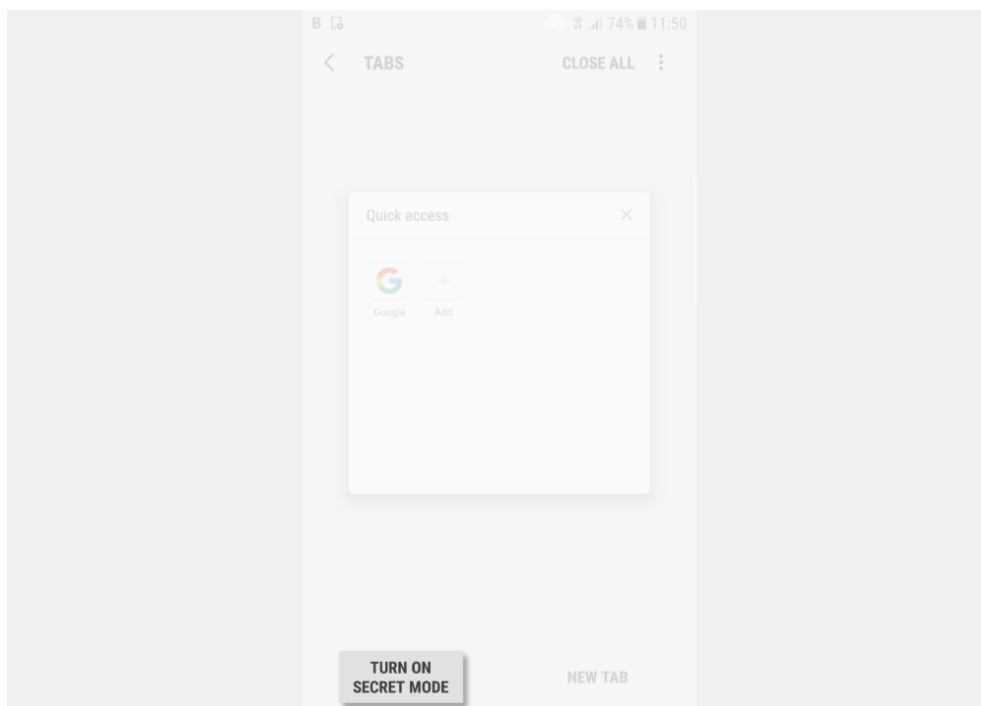 B 74% 11:50
TABS CLOSE ALL
Quick access
Google Add
TURN ON
SECRET MODE
NEW TAB